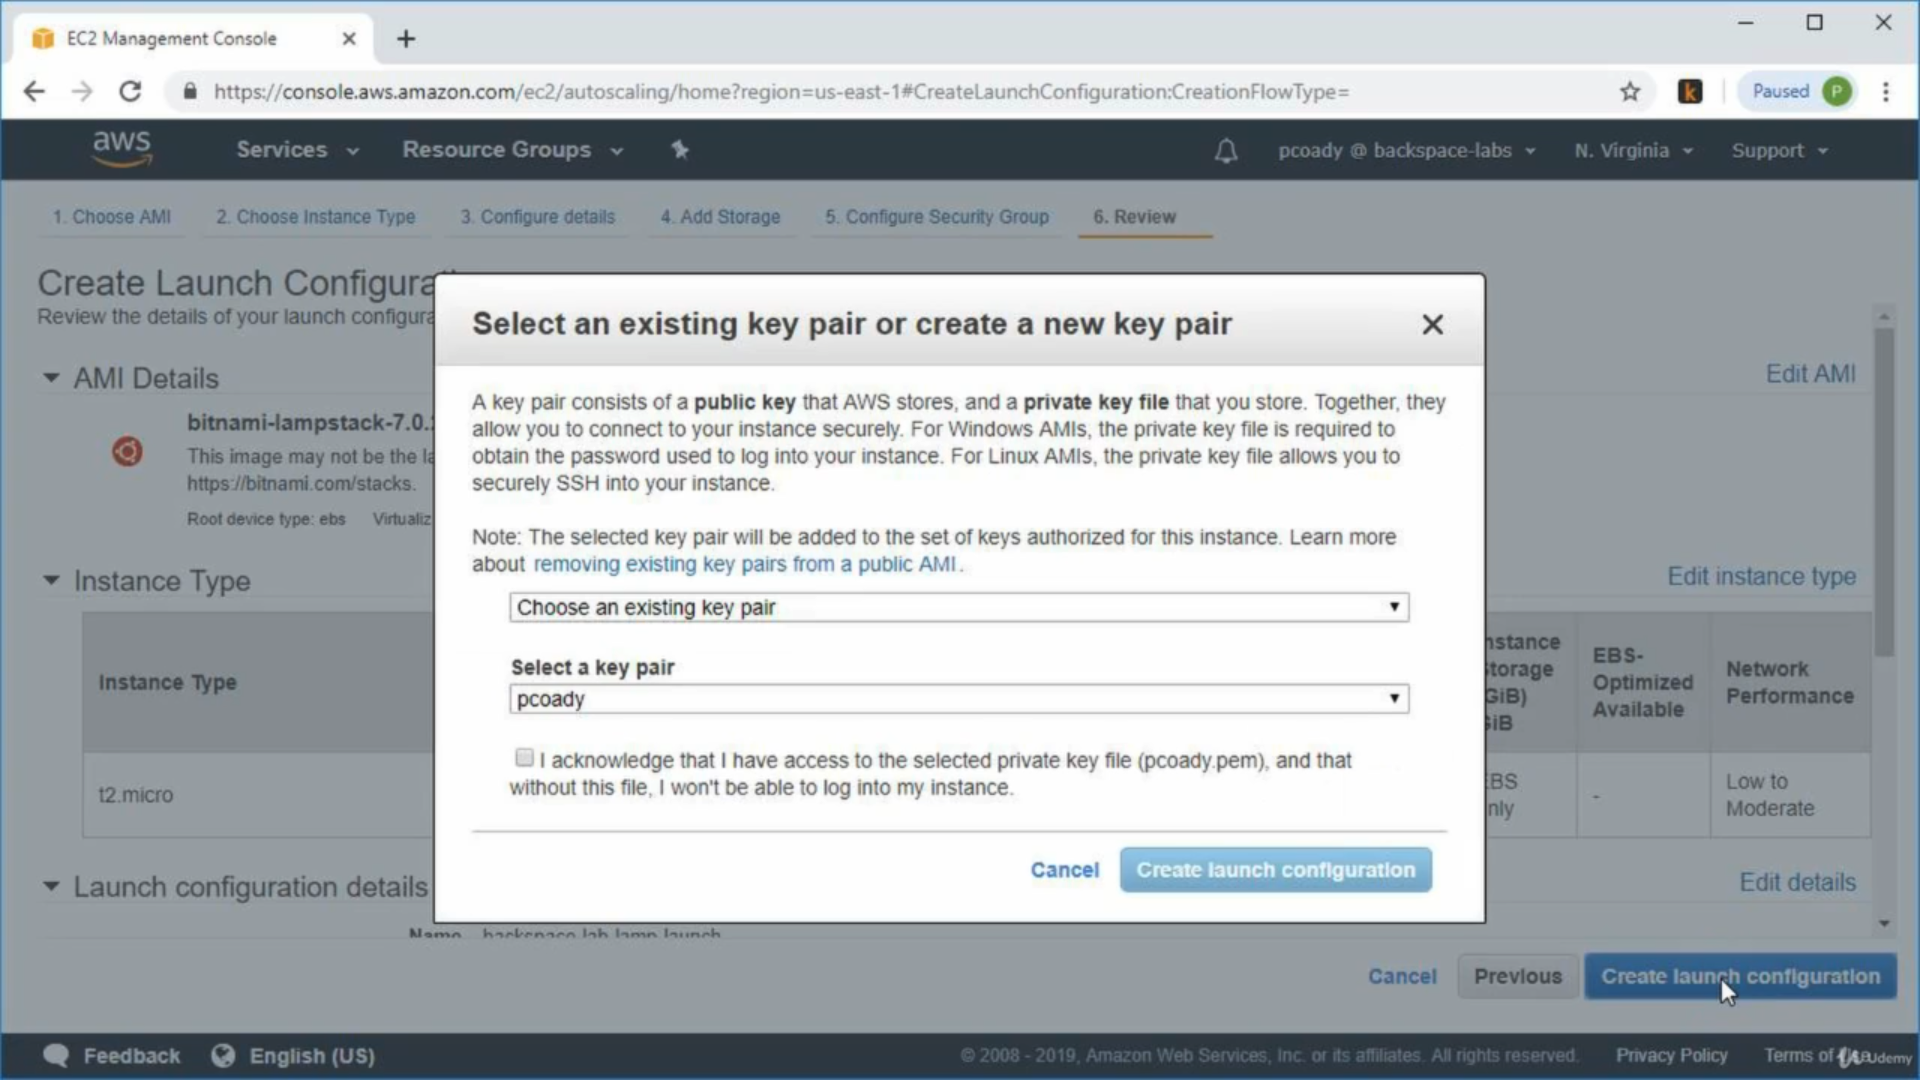 EC2 Management Console
https://console.aws.amazon.com/ec2/autoscaling/home?region=us-east-1#CreateLaunchConfiguration:CreationFlowType=
k
Paused P
aws Services Resource Groups pcoady @ backspace-labs N. Virginia Support
1. Choose AMI 2. Choose Instance Type 3. Configure details 4. Add Storage 5. Configure Security Group 6. Review
Create Launch Configura
Review the details of your launch configura
AMI Details Edit AMI
bitnami-lampstack-7.0.
This image may not be the la
https://bitnami.com/stacks.
Root device type: ebs Virtualiz
Instance Type Edit instance type
Instance Type
nstance
torage
GiB)
GiB
EBS-
Optimized
Available
Network
Performance
t2.micro
EBS
nly
-
Low to
Moderate
Launch configuration details Edit details
Name backspace-lab-lamp-launch
Select an existing key pair or create a new key pair
A key pair consists of a public key that AWS stores, and a private key file that you store. Together, they
allow you to connect to your instance securely. For Windows AMIs, the private key file is required to
obtain the password used to log into your instance. For Linux AMIs, the private key file allows you to
securely SSH into your instance.
Note: The selected key pair will be added to the set of keys authorized for this instance. Learn more
about removing existing key pairs from a public AMI.
Choose an existing key pair
Select a key pair
pcoady
I acknowledge that I have access to the selected private key file (pcoady.pem), and that
without this file, I won't be able to log into my instance.
Cancel Create launch configuration
Cancel Previous Create launch configuration
Feedback English (US) © 2008 - 2019, Amazon Web Services, Inc. or its affiliates. All rights reserved. Privacy Policy Terms of Use
Udemy